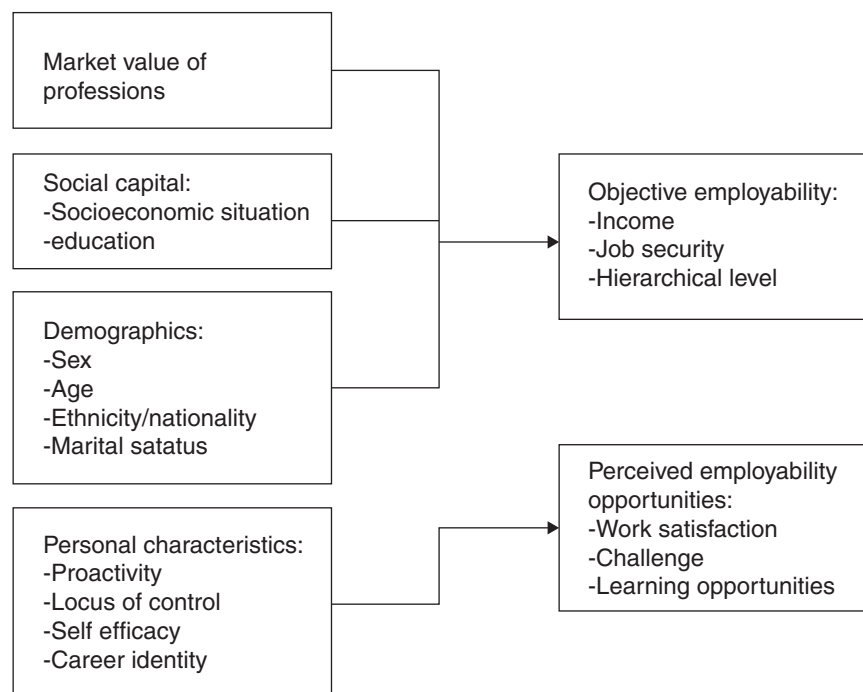 Market value of
professions
Social capital:
-Socioeconomic situation
-education
Demographics:
-Sex
-Age
-Ethnicity/nationality
-Marital satatus
Personal characteristics:
-Proactivity
-Locus of control
-Self efficacy
-Career identity
Objective employability:
-Income
-Job security
-Hierarchical level
Perceived employability
opportunities:
-Work satisfaction
-Challenge
-Learning opportunities